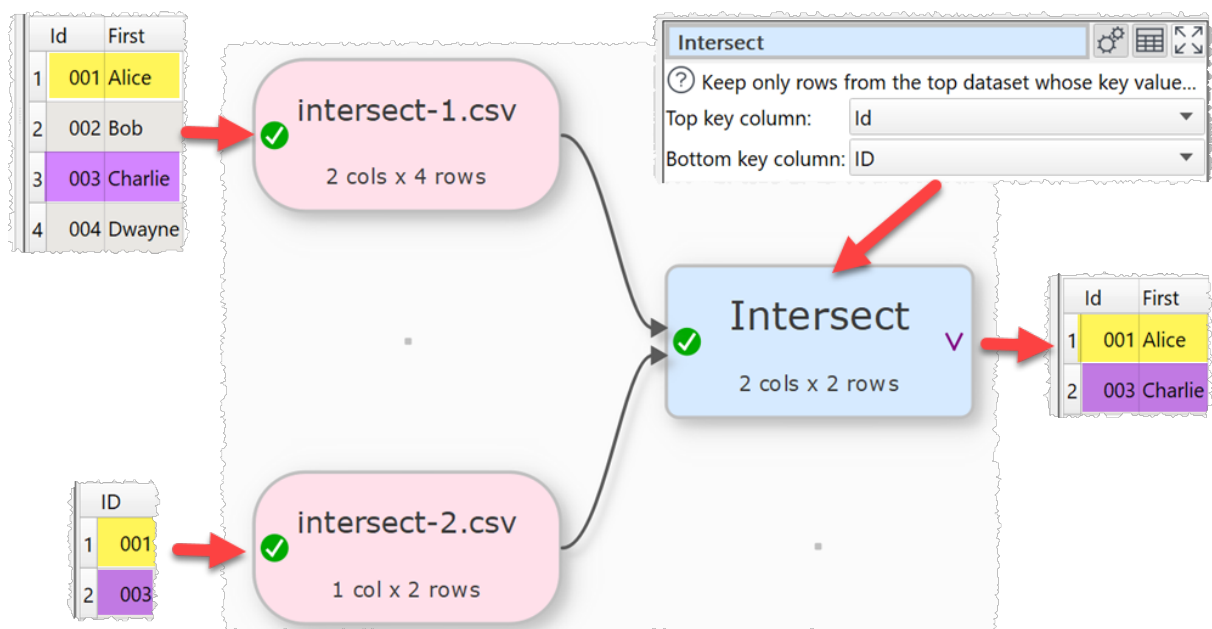 Id First
1 001 Alice
2 002 Bob
3 003 Charlie
4 004 Dwayne
intersect-1.csv
2 cols x 4 rows
Intersect
? Keep only rows from the top dataset whose key value...
Top key column: Id
Bottom key column: ID
Intersect
2 cols x 2 rows
V
Id First
1 001 Alice
2 003 Charlie
ID
1 001
2 003
intersect-2.csv
1 col x 2 rows